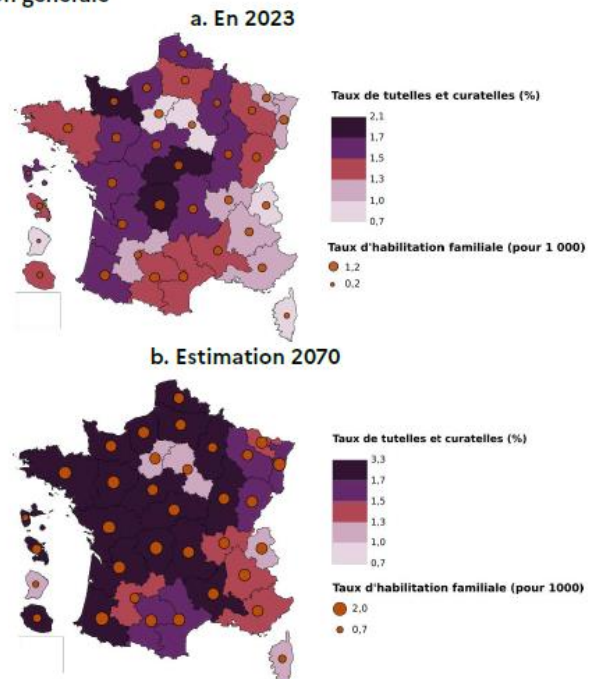 on générale
a. En 2023
Taux de tutelles et curatelles (%)
2,1
1,7
1,5
1,3
1,0
0,7
Taux d'habilitation familiale (pour 1 000)
1,2
0,2
b. Estimation 2070
Taux de tutelles et curatelles (%)
3,3
1,7
1,5
1,3
1,0
0,7
Taux d'habilitation familiale (pour 1000)
2,0
0,7